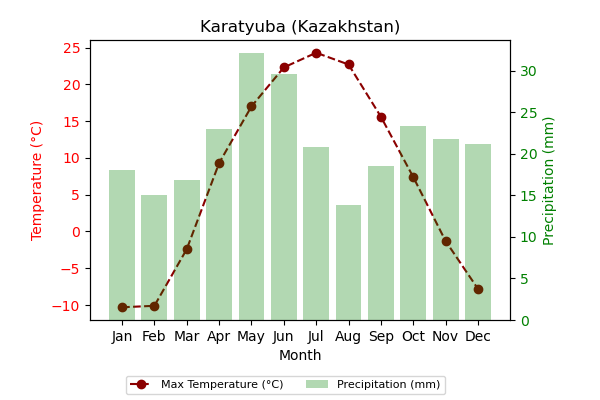 Karatyuba (Kazakhstan)
Temperature (°C)
25
20
15
10
5
0
−5
−10
30
25
20
15
10
5
0
Precipitation (mm)
Jan Feb Mar Apr May Jun Jul Aug Sep Oct Nov Dec
Month
Max Temperature (°C) Precipitation (mm)